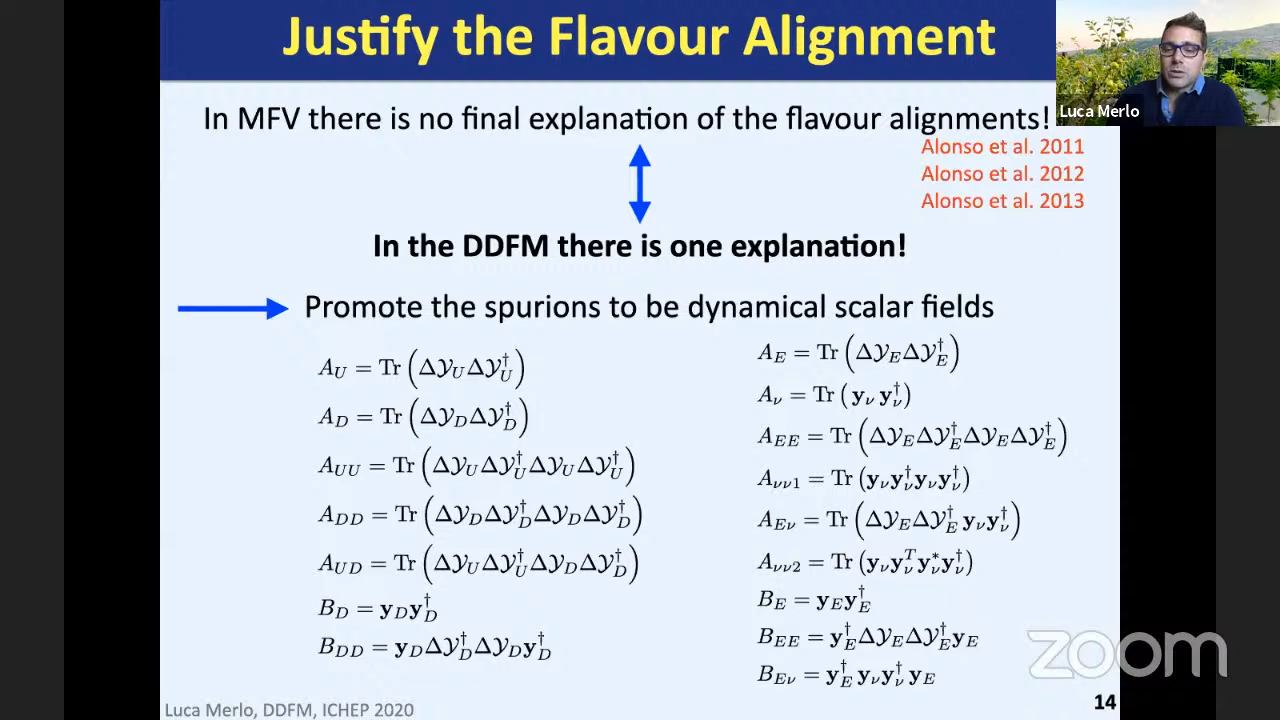 Justify the Flavour Alignment
Luca Merlo
In MFV there is no final explanation of the flavour alignments!
Alonso et al. 2011
Alonso et al. 2012
Alonso et al. 2013
In the DDFM there is one explanation!
Promote the spurions to be dynamical scalar fields
A_U = Tr (Δ𝒴_U Δ𝒴_U^†)
A_D = Tr (Δ𝒴_D Δ𝒴_D^†)
A_UU = Tr (Δ𝒴_U Δ𝒴_U^† Δ𝒴_U Δ𝒴_U^†)
A_DD = Tr (Δ𝒴_D Δ𝒴_D^† Δ𝒴_D Δ𝒴_D^†)
A_UD = Tr (Δ𝒴_U Δ𝒴_U^† Δ𝒴_D Δ𝒴_D^†)
B_D = y_D y_D^†
B_DD = y_D Δ𝒴_D^† Δ𝒴_D y_D^†
A_E = Tr (Δ𝒴_E Δ𝒴_E^†)
A_ν = Tr (y_ν y_ν^†)
A_EE = Tr (Δ𝒴_E Δ𝒴_E^† Δ𝒴_E Δ𝒴_E^†)
A_νν1 = Tr (y_ν y_ν^† y_ν y_ν^†)
A_Eν = Tr (Δ𝒴_E Δ𝒴_E^† y_ν y_ν^†)
A_νν2 = Tr (y_ν y_ν^T y_ν^* y_ν^†)
B_E = y_E y_E^†
B_EE = y_E^† Δ𝒴_E Δ𝒴_E^† y_E
B_Eν = y_E^† y_ν y_ν^† y_E
zoom
Luca Merlo, DDFM, ICHEP 2020
14